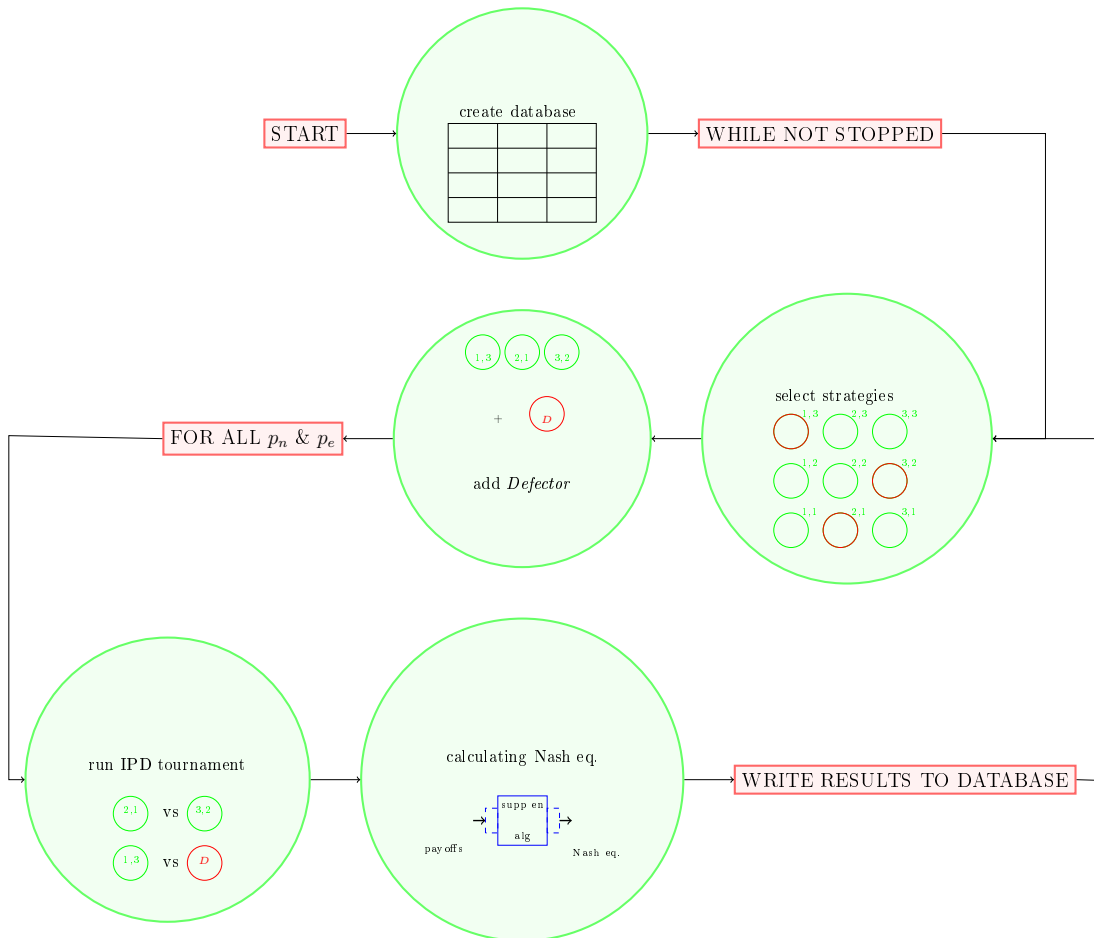 START
create database
WHILE NOT STOPPED
1,3 2,1 3,2
+ D
add Defector
select strategies
1,3 2,3 3,3
1,2 2,2 3,2
1,1 2,1 3,1
FOR ALL pn & pe
run IPD tournament
2,1 vs 3,2
1,3 vs D
calculating Nash eq.
supp en
alg
payoffs
Nash eq.
WRITE RESULTS TO DATABASE